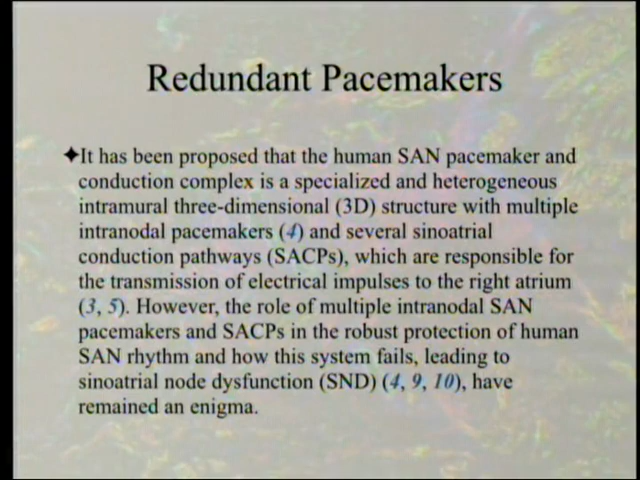 Redundant Pacemakers
✦It has been proposed that the human SAN pacemaker and
conduction complex is a specialized and heterogeneous
intramural three-dimensional (3D) structure with multiple
intranodal pacemakers (4) and several sinoatrial
conduction pathways (SACPs), which are responsible for
the transmission of electrical impulses to the right atrium
(3, 5). However, the role of multiple intranodal SAN
pacemakers and SACPs in the robust protection of human
SAN rhythm and how this system fails, leading to
sinoatrial node dysfunction (SND) (4, 9, 10), have
remained an enigma.